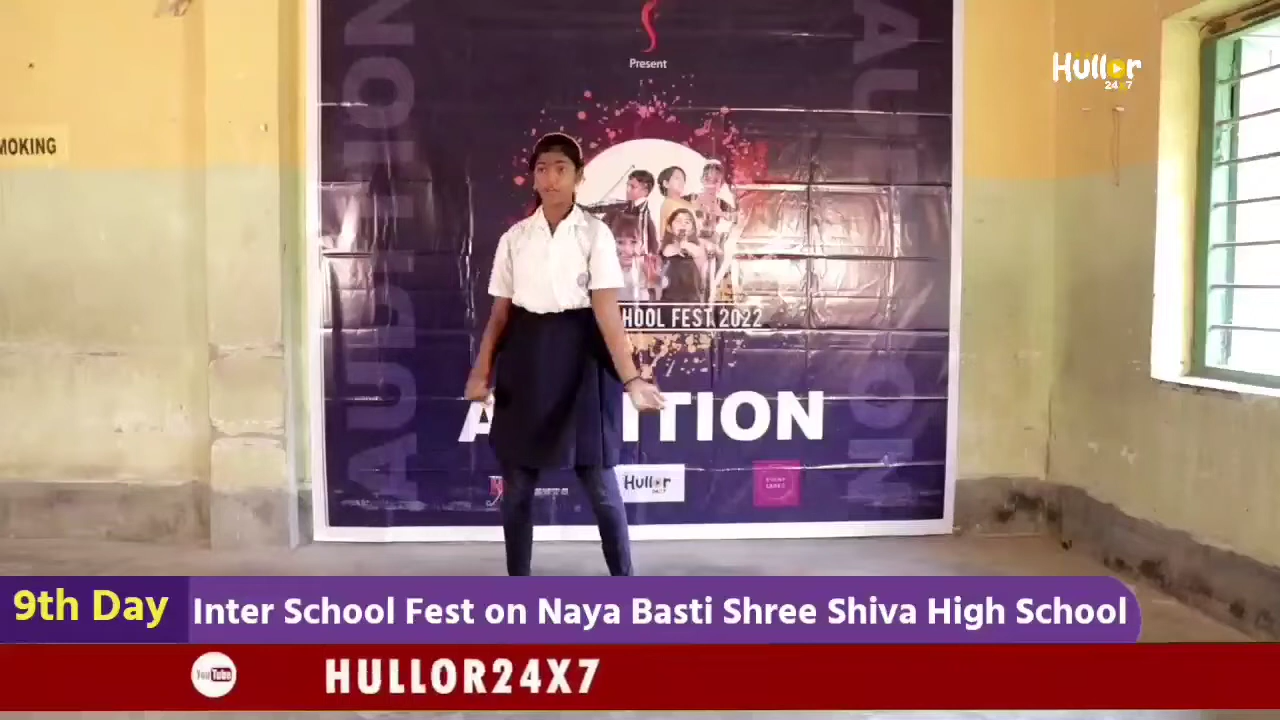 Present
Hullor
24x7
MOKING
AUDITION
AUDITION
HOOL FEST 2022
A ITION
Hullor
9th Day
Inter School Fest on Naya Basti Shree Shiva High School
YouTube
HULLOR24X7